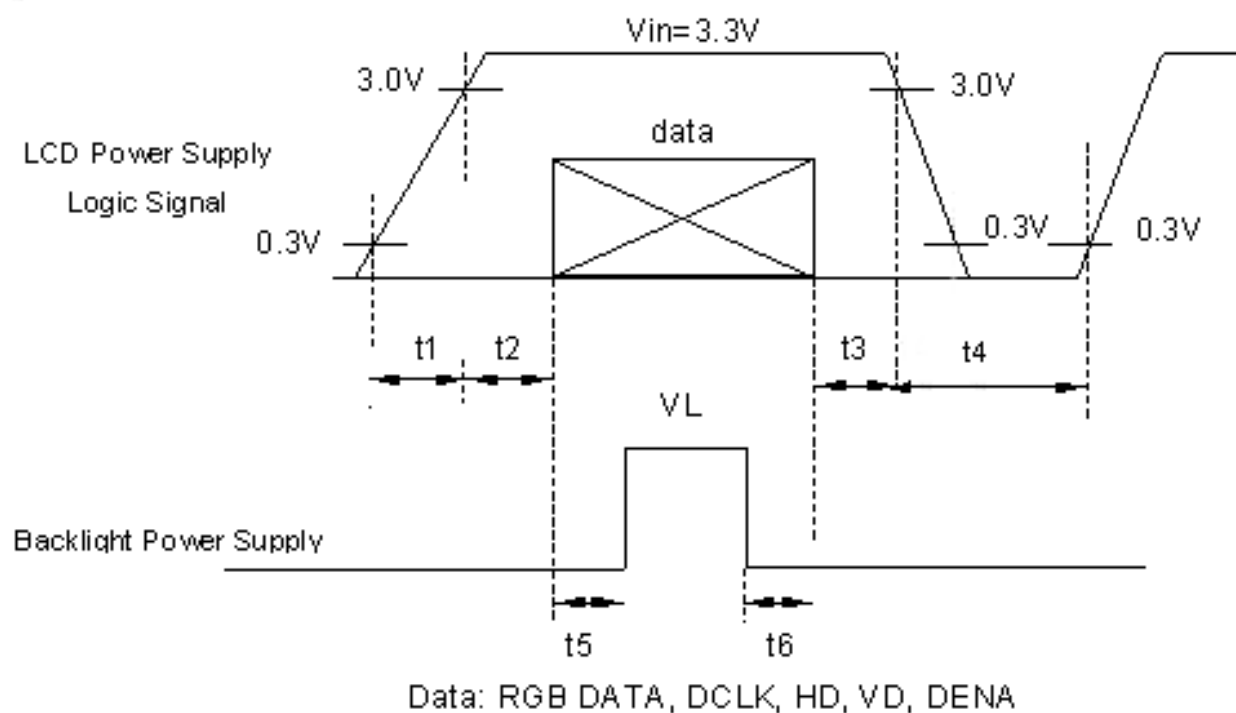 Vin=3.3V
3.0V
3.0V
data
LCD Power Supply
Logic Signal
0.3V
0.3V
0.3V
t1
t2
t3
t4
VL
Backlight Power Supply
t5
t6
Data: RGB DATA, DCLK, HD, VD, DENA